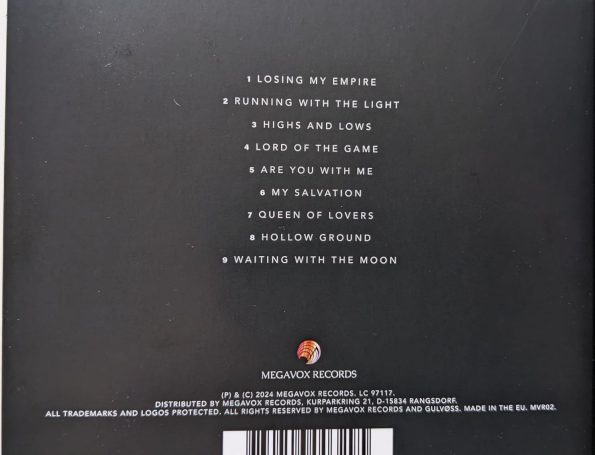 1 LOSING MY EMPIRE
2 RUNNING WITH THE LIGHT
3 HIGHS AND LOWS
4 LORD OF THE GAME
5 ARE YOU WITH ME
6 MY SALVATION
7 QUEEN OF LOVERS
8 HOLLOW GROUND
9 WAITING WITH THE MOON
MEGAVOX RECORDS
(P) & (C) 2024 MEGAVOX RECORDS. LC 97117.
DISTRIBUTED BY MEGAVOX RECORDS, KURPARKRING 21, D-15834 RANGSDORF.
ALL TRADEMARKS AND LOGOS PROTECTED. ALL RIGHTS RESERVED BY MEGAVOX RECORDS AND GULVØSS. MADE IN THE EU. MVR02.